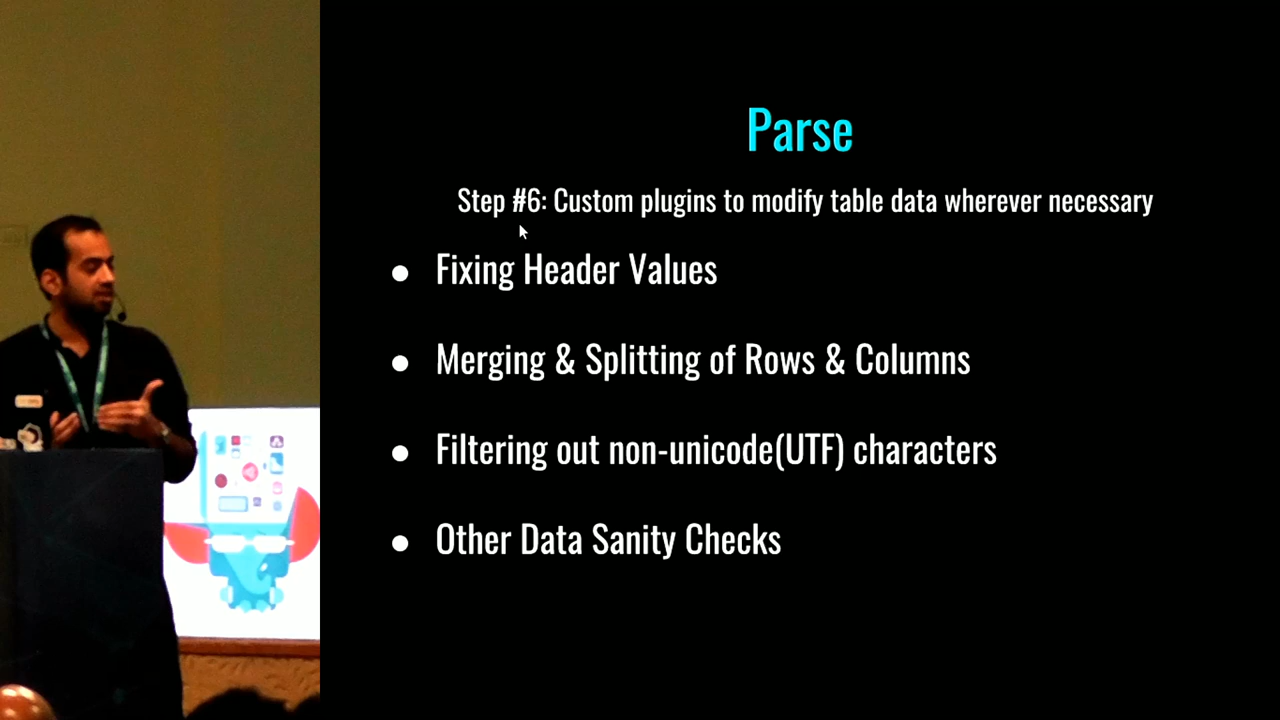 Parse
Step #6: Custom plugins to modify table data wherever necessary
● Fixing Header Values
● Merging & Splitting of Rows & Columns
● Filtering out non-unicode(UTF) characters
● Other Data Sanity Checks